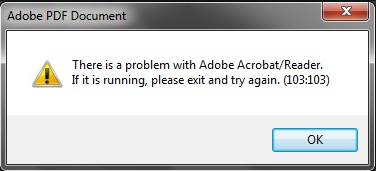 Adobe PDF Document
There is a problem with Adobe Acrobat/Reader.
If it is running, please exit and try again. (103:103)
OK